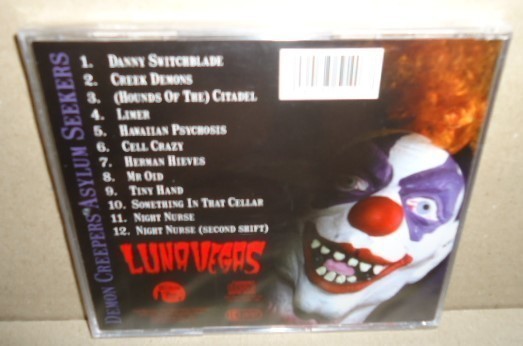 DEMON CREEPERS ASYLUM SEEKERS
1. DANNY SWITCHBLADE
2. CREEK DEMONS
3. (HOUNDS OF THE) CITADEL
4. LIMER
5. HAWAIIAN PSYCHOSIS
6. CELL CRAZY
7. HERMAN HIEVES
8. MR OID
9. TINY HAND
10. SOMETHING IN THAT CELLAR
11. NIGHT NURSE
12. NIGHT NURSE (SECOND SHIFT)
LUNAVEGAS